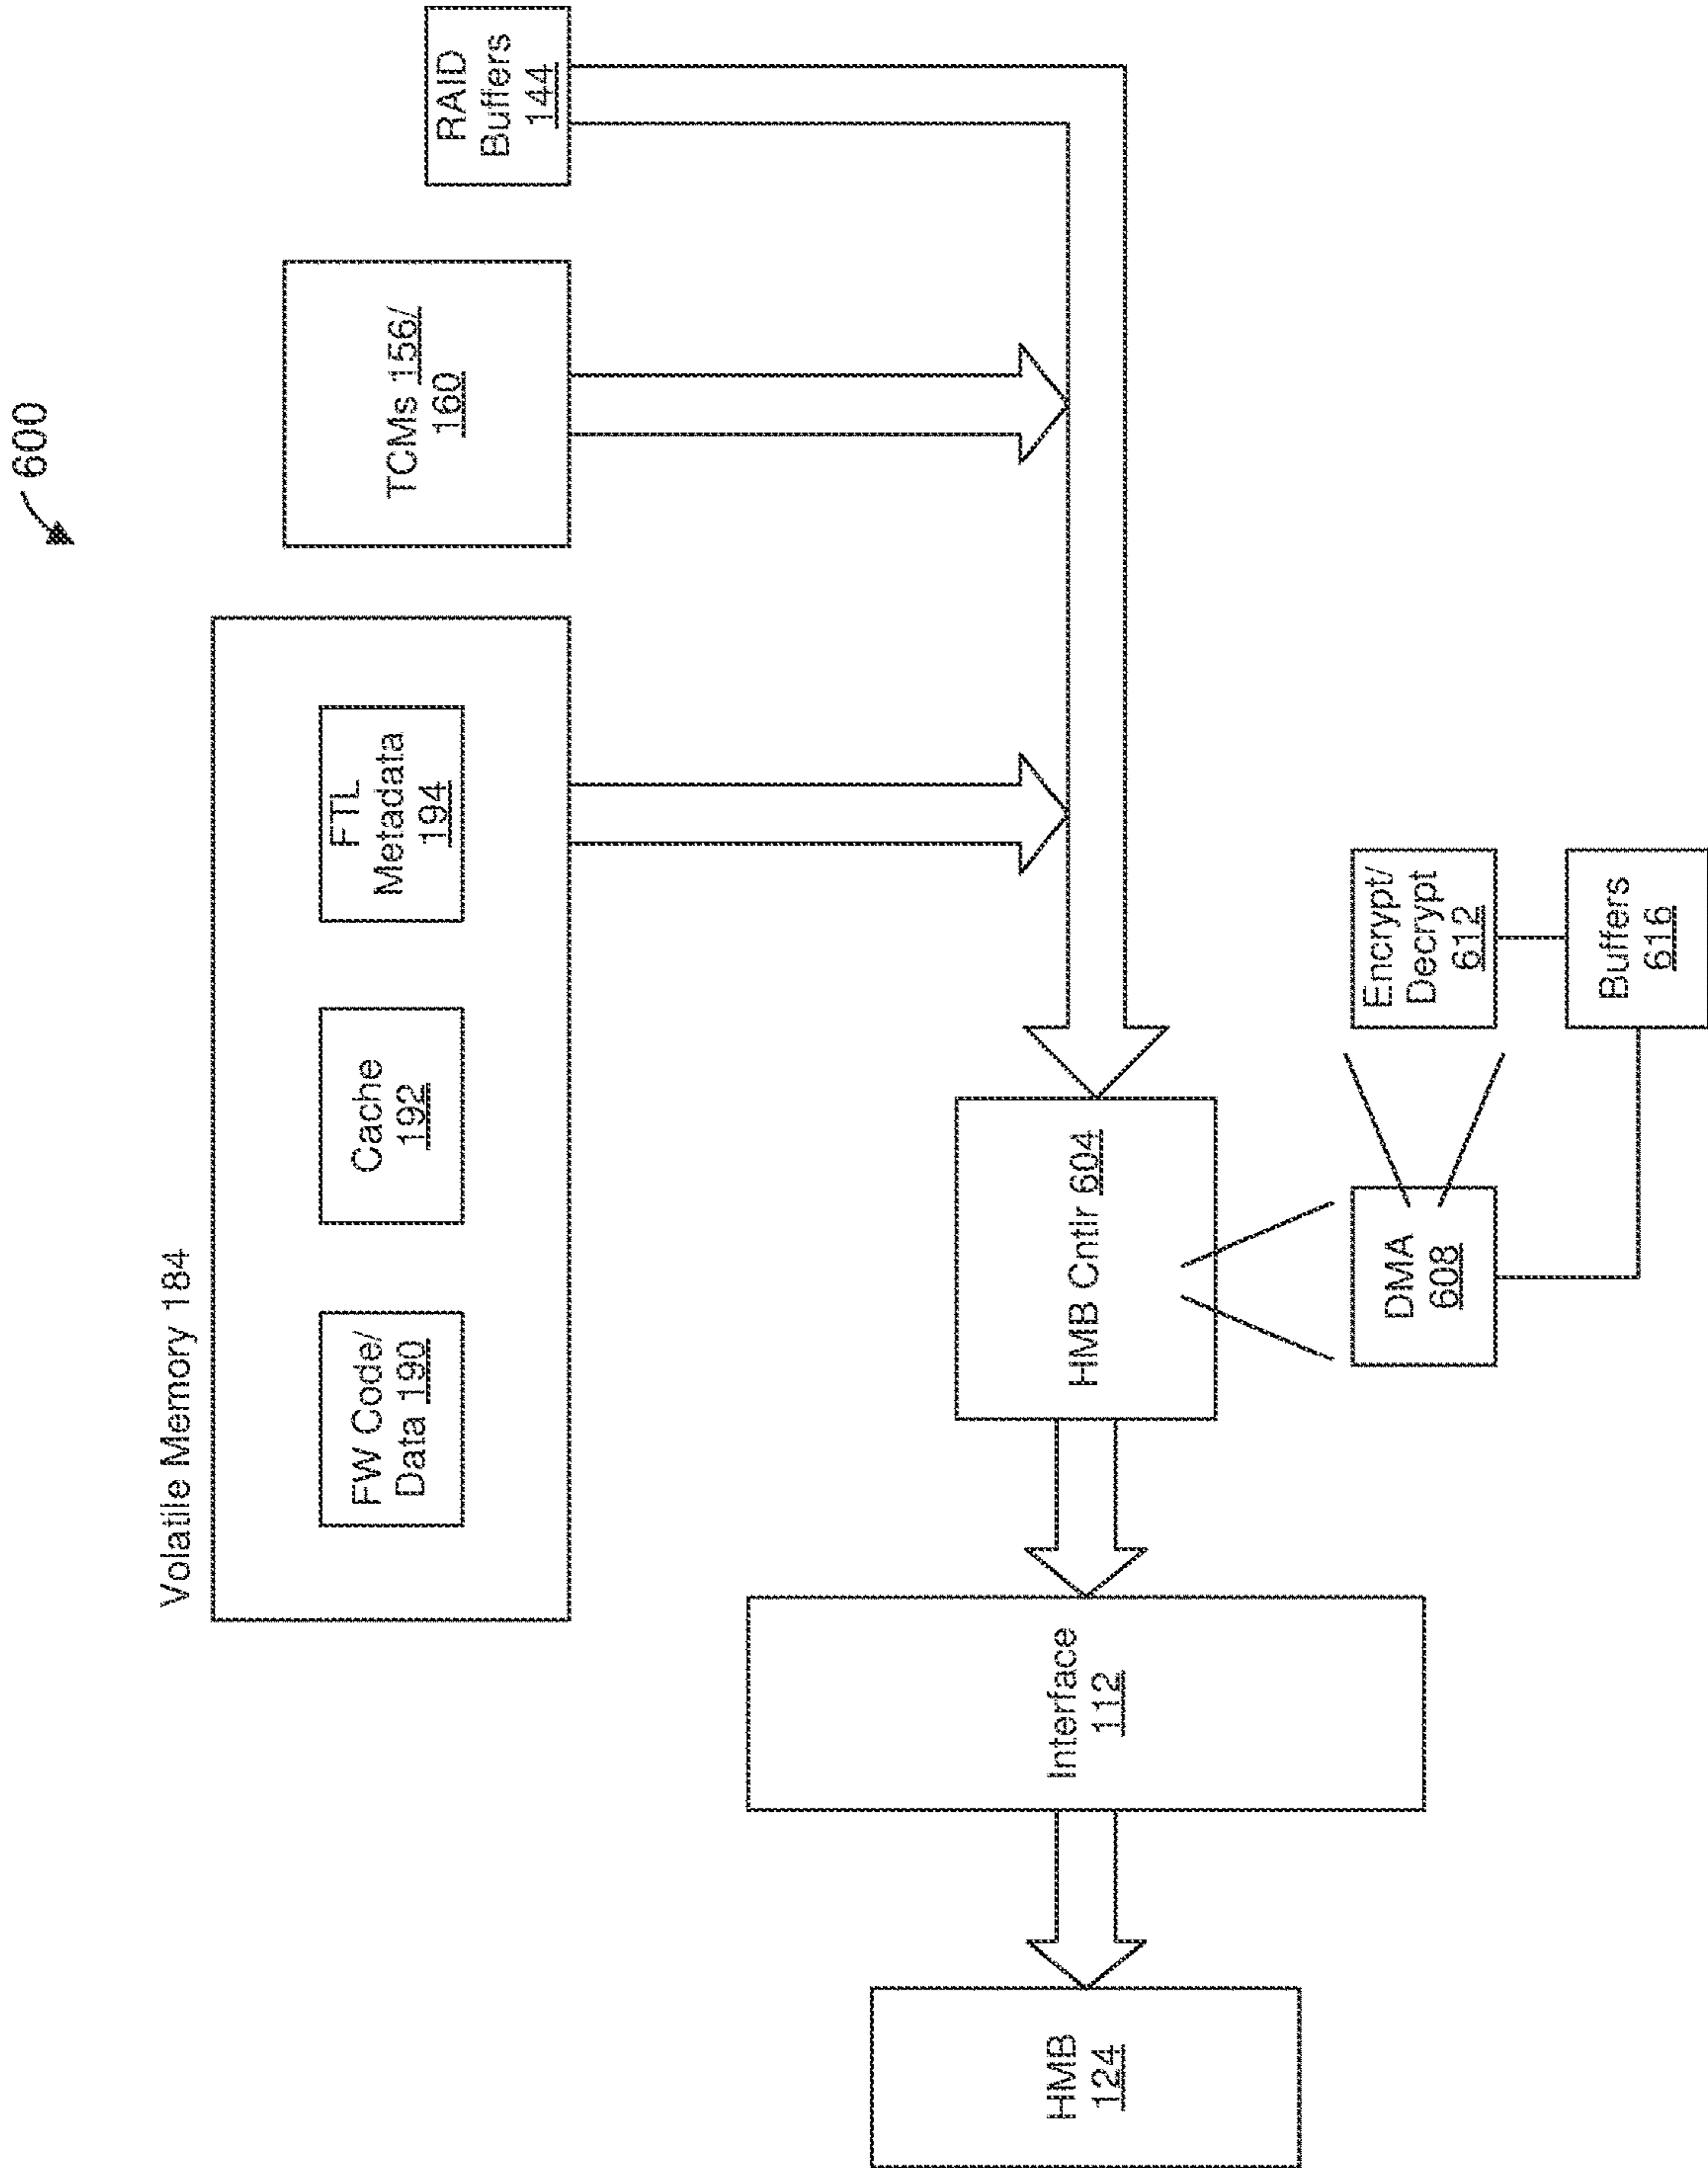 600
Volatile Memory 184
FW Code/
Data 190
Cache
192
FTL
Metadata
194
TCMs 156/
160
RAID
Buffers
144
HMB
124
Interface
112
HMB Cntlr 604
DMA
608
Encrypt/
Decrypt
612
Buffers
616